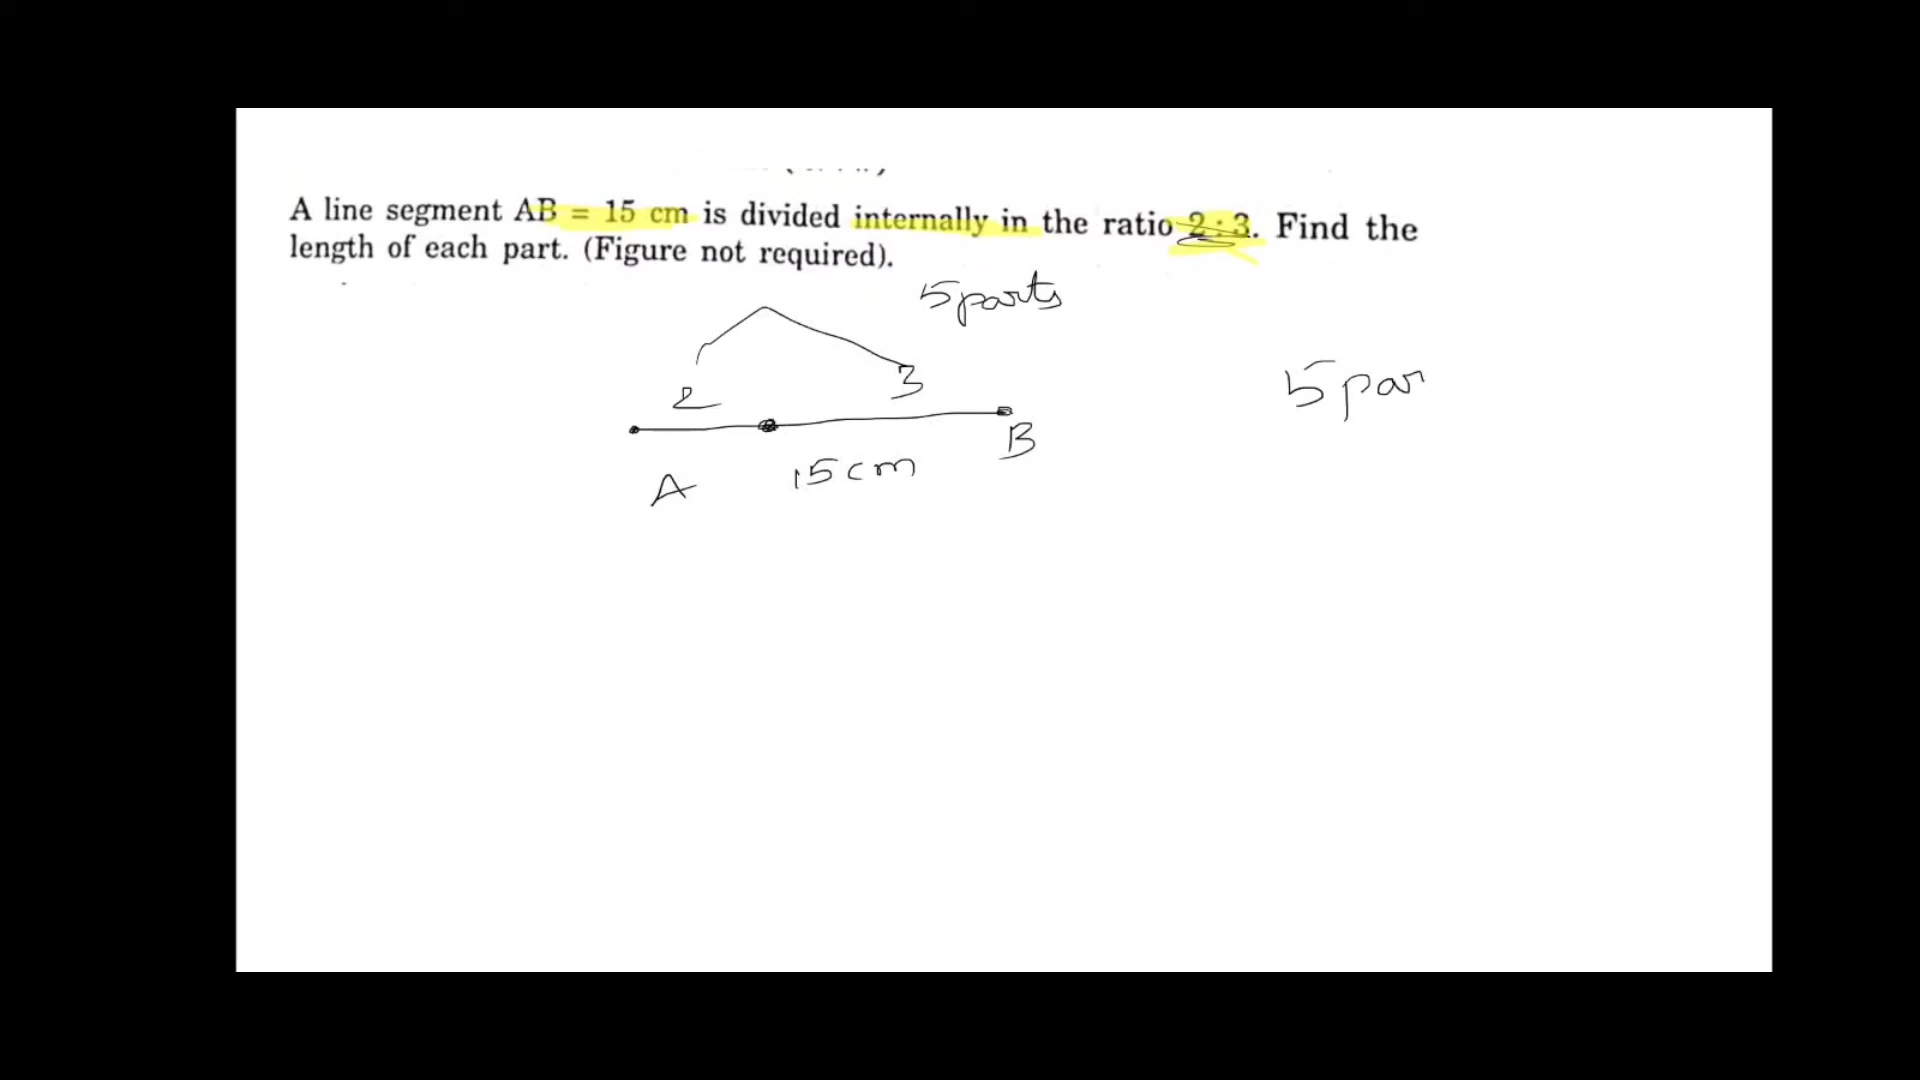 A line segment AB = 15 cm is divided internally in the ratio 2 : 3. Find the
length of each part. (Figure not required).
5 parts
2 3
5 par
A 15 cm B